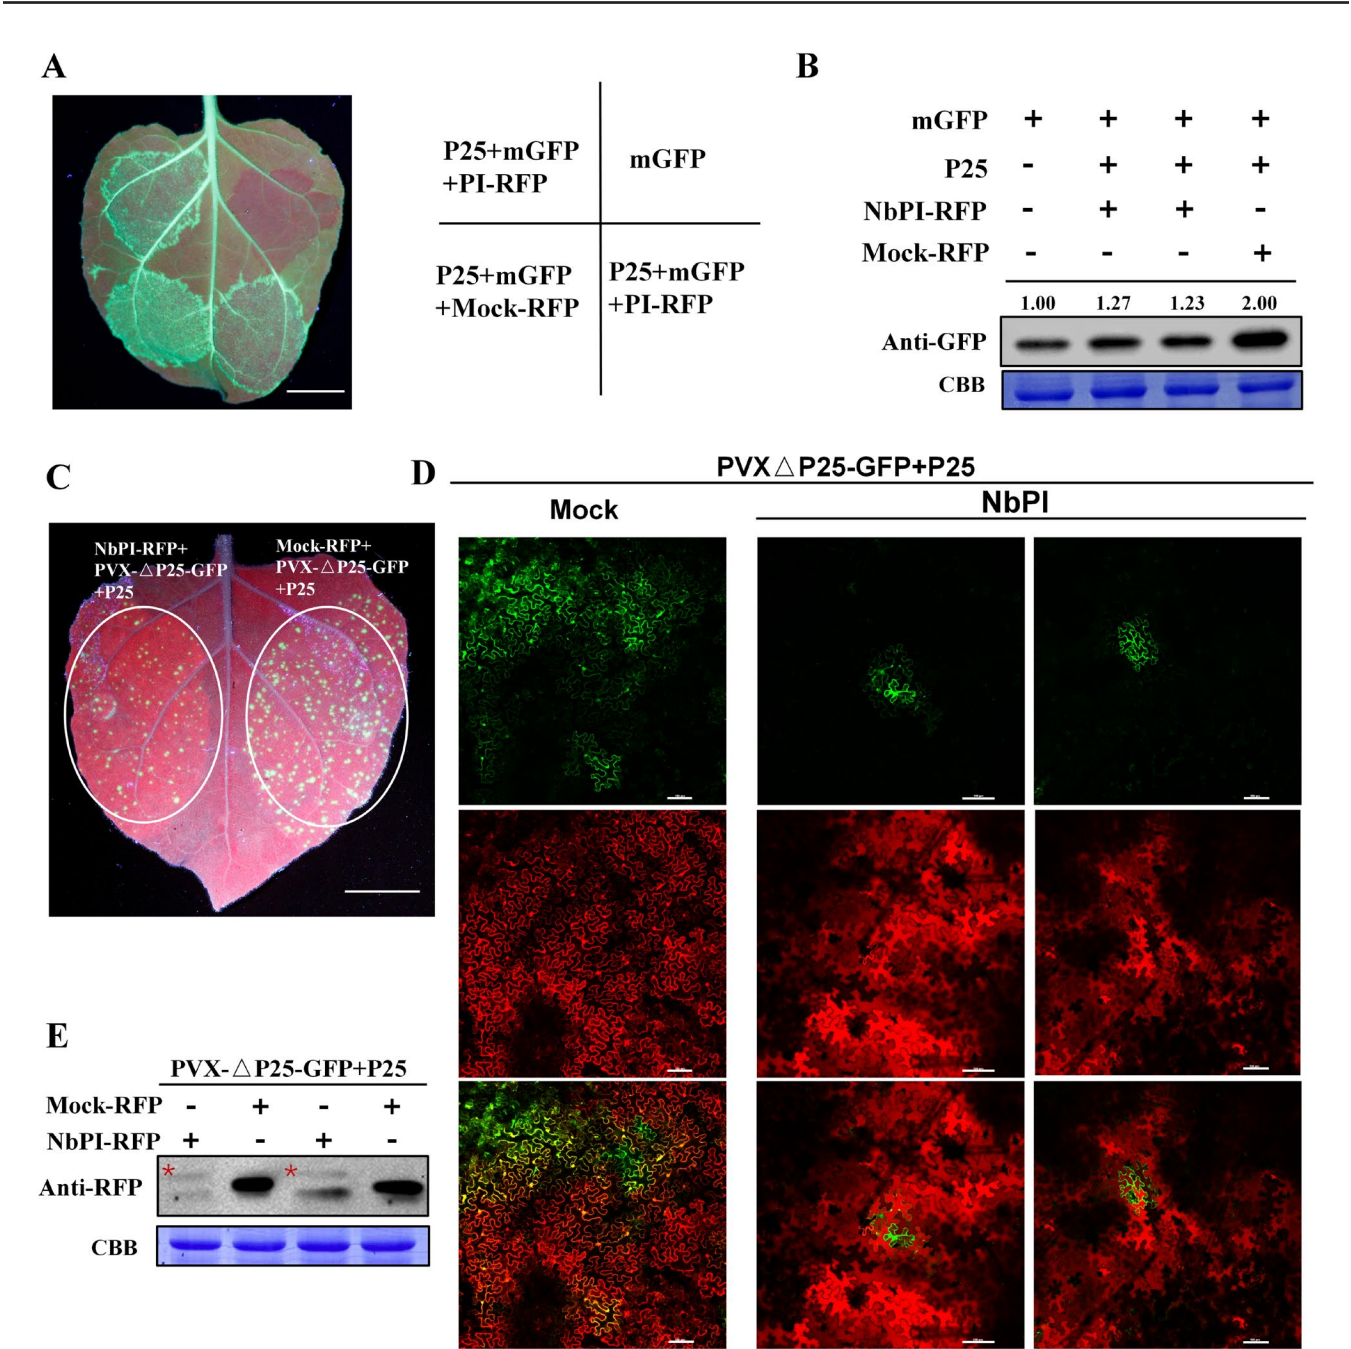 A
P25+mGFP
+PI-RFP
mGFP
P25+mGFP
+Mock-RFP
P25+mGFP
+PI-RFP
B
mGFP + + + +
P25 - + + +
NbPI-RFP - + + -
Mock-RFP - - - +
1.00 1.27 1.23 2.00
Anti-GFP
CBB
C
NbPI-RFP+
PVX-△P25-GFP
+P25
Mock-RFP+
PVX-△P25-GFP
+P25
D
PVX△P25-GFP+P25
Mock
NbPI
E
PVX-△P25-GFP+P25
Mock-RFP - + - +
NbPI-RFP + - + -
* *
Anti-RFP
CBB